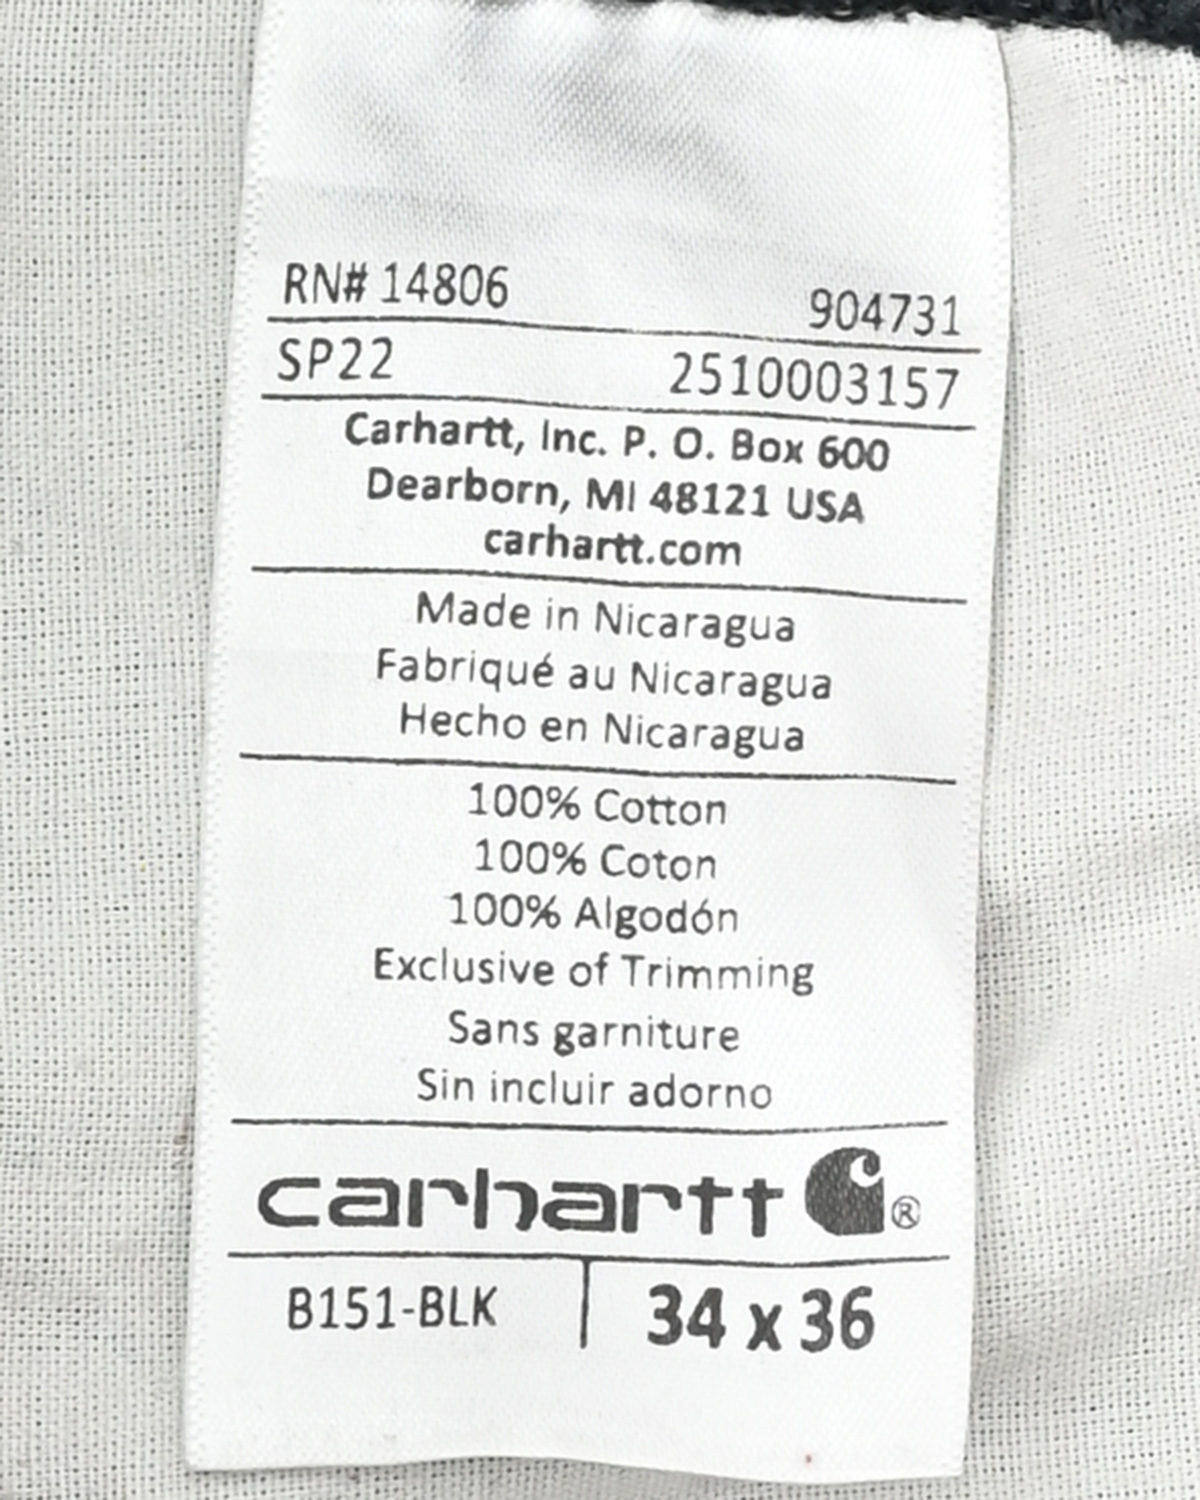 RN# 14806 904731
SP22 2510003157
Carhartt, Inc. P. O. Box 600
Dearborn, MI 48121 USA
carhartt.com
Made in Nicaragua
Fabriqué au Nicaragua
Hecho en Nicaragua
100% Cotton
100% Coton
100% Algodón
Exclusive of Trimming
Sans garniture
Sin incluir adorno
carhartt ®
B151-BLK 34 x 36